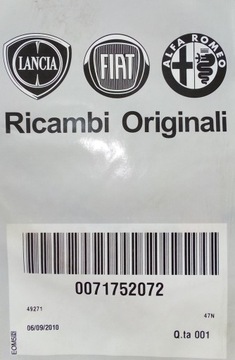 LANCIA FIAT ALFA ROMEO
Ricambi Originali
0071752072
49271 47N
06/09/2010 Q.ta 001